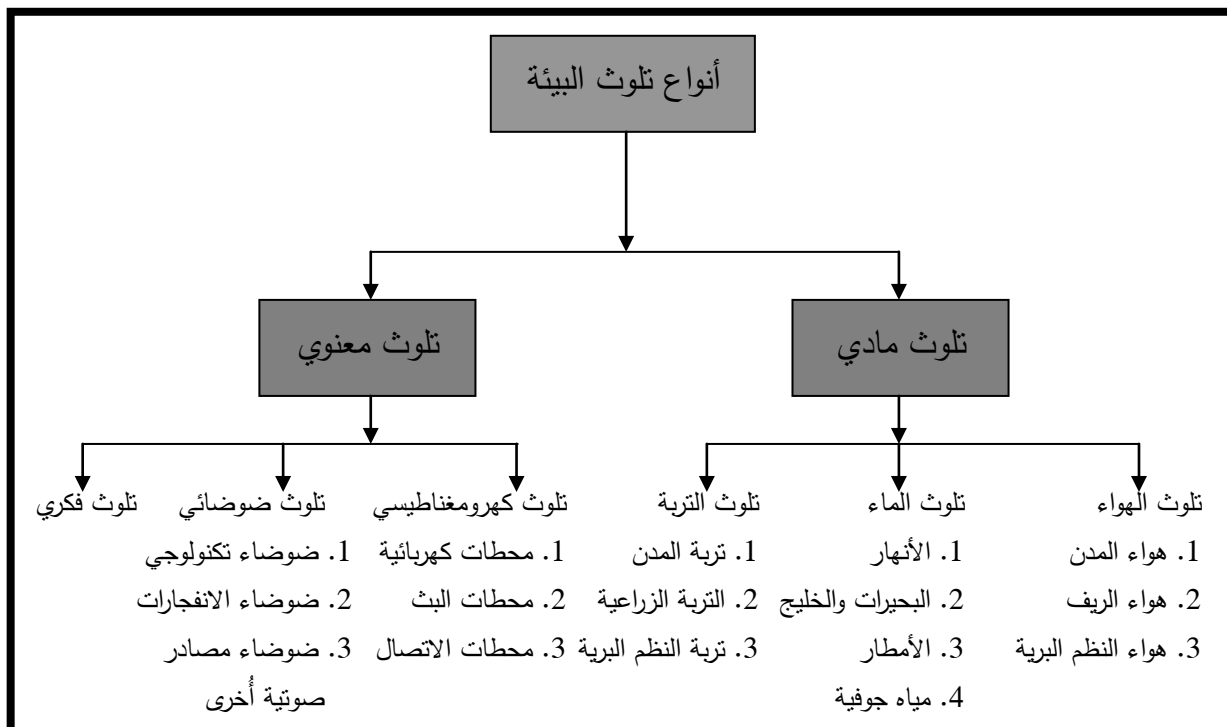 أنواع تلوث البيئة
تلوث مادي
تلوث معنوي
تلوث الهواء
1. هواء المدن
2. هواء الريف
3. هواء النظم البرية
تلوث الماء
1. الأنهار
2. البحيرات والخليج
3. الأمطار
4. مياه جوفية
تلوث التربة
1. تربة المدن
2. التربة الزراعية
3. تربة النظم البرية
تلوث كهرومغناطيسي
1. محطات كهربائية
2. محطات البث
3. محطات الاتصال
تلوث ضوضائي
1. ضوضاء تكنولوجي
2. ضوضاء الانفجارات
3. ضوضاء مصادر
صوتية أُخرى
تلوث فكري